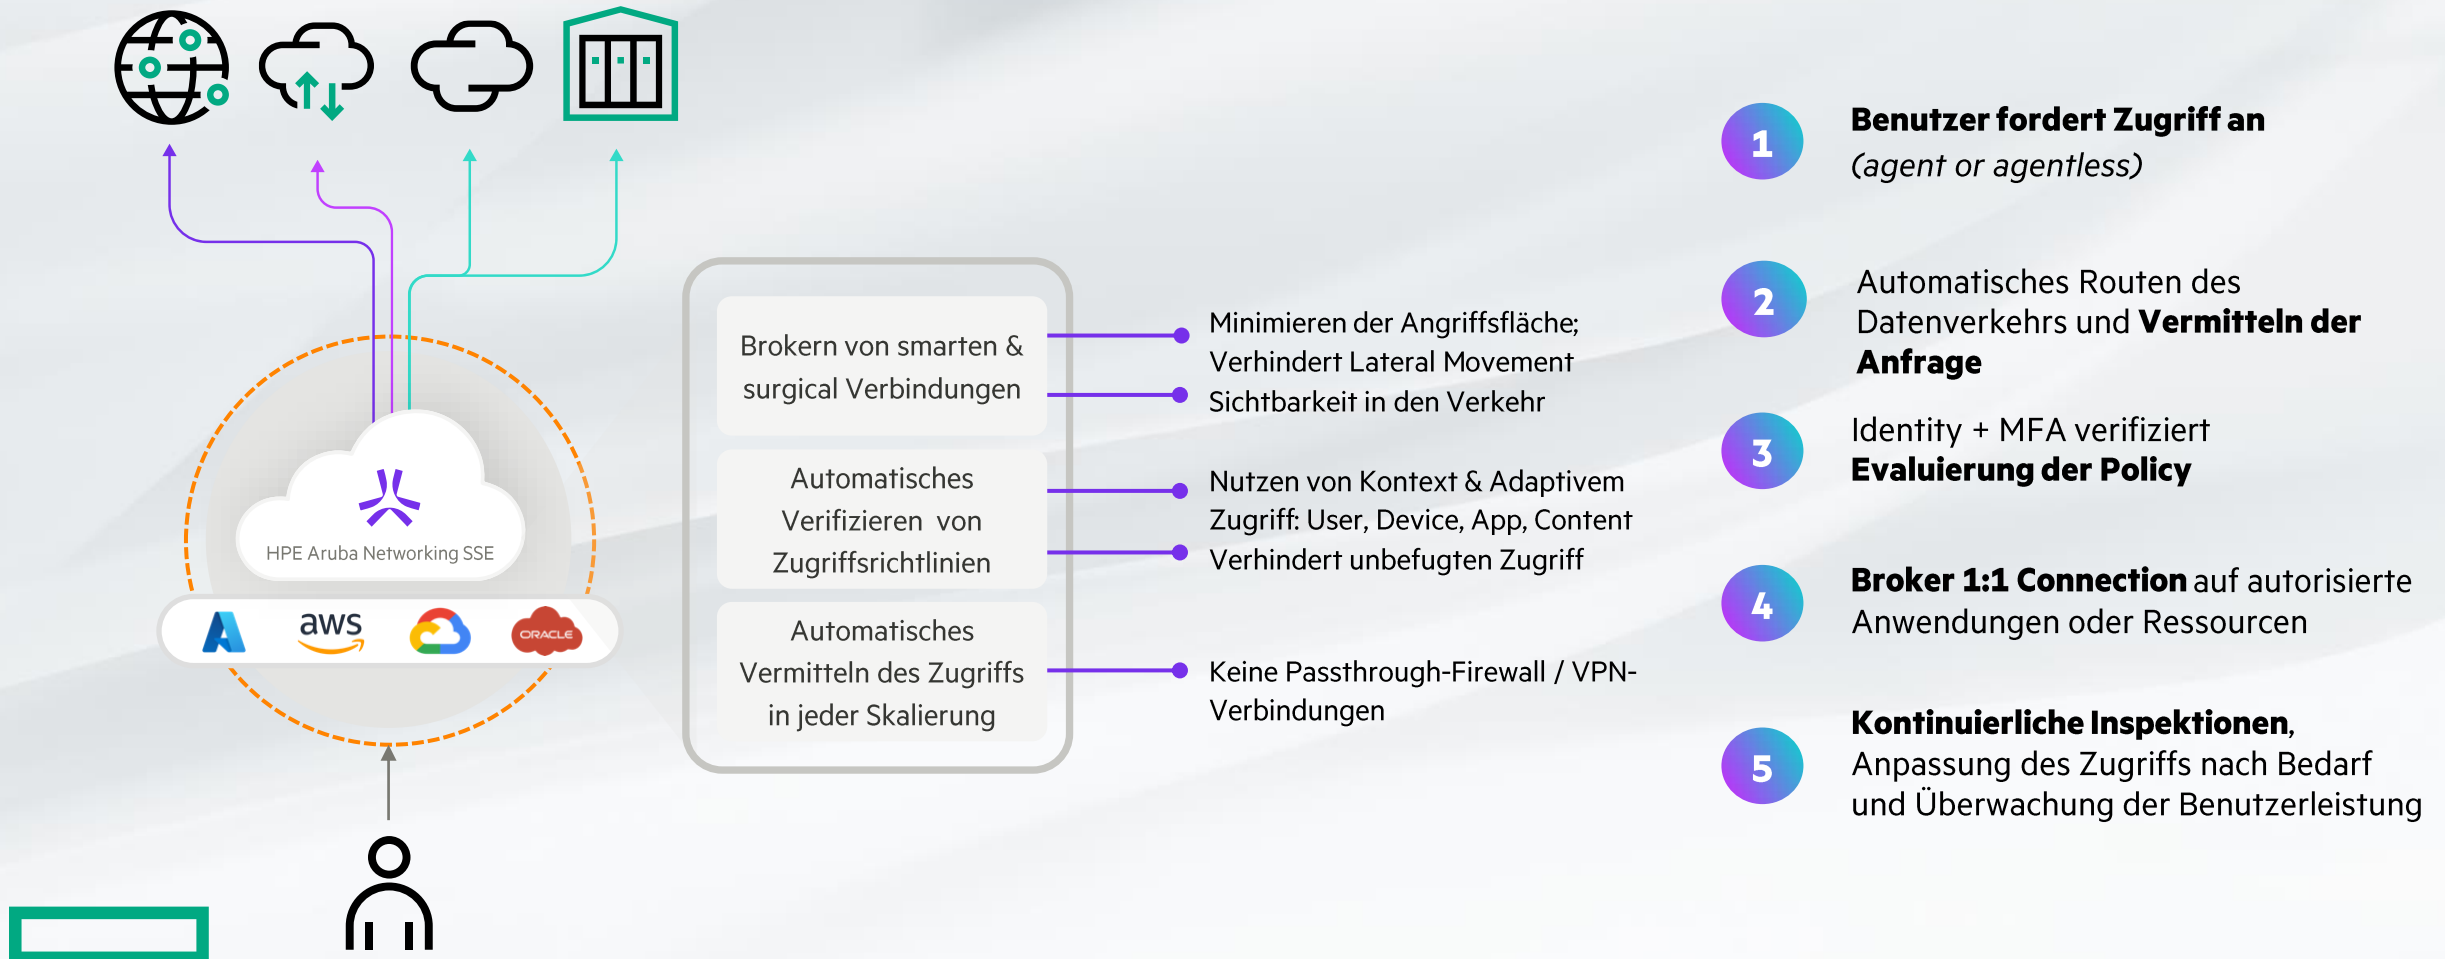 HPE Aruba Networking SSE
aws
ORACLE
Brokern von smarten &
surgical Verbindungen
Automatisches
Verifizieren von
Zugriffsrichtlinien
Automatisches
Vermitteln des Zugriffs
in jeder Skalierung
Minimieren der Angriffsfläche;
Verhindert Lateral Movement
Sichtbarkeit in den Verkehr
Nutzen von Kontext & Adaptivem
Zugriff: User, Device, App, Content
Verhindert unbefugten Zugriff
Keine Passthrough-Firewall / VPN-
Verbindungen
1
Benutzer fordert Zugriff an
(agent or agentless)
2
Automatisches Routen des
Datenverkehrs und Vermitteln der
Anfrage
3
Identity + MFA verifiziert
Evaluierung der Policy
4
Broker 1:1 Connection auf autorisierte
Anwendungen oder Ressourcen
5
Kontinuierliche Inspektionen,
Anpassung des Zugriffs nach Bedarf
und Überwachung der Benutzerleistung